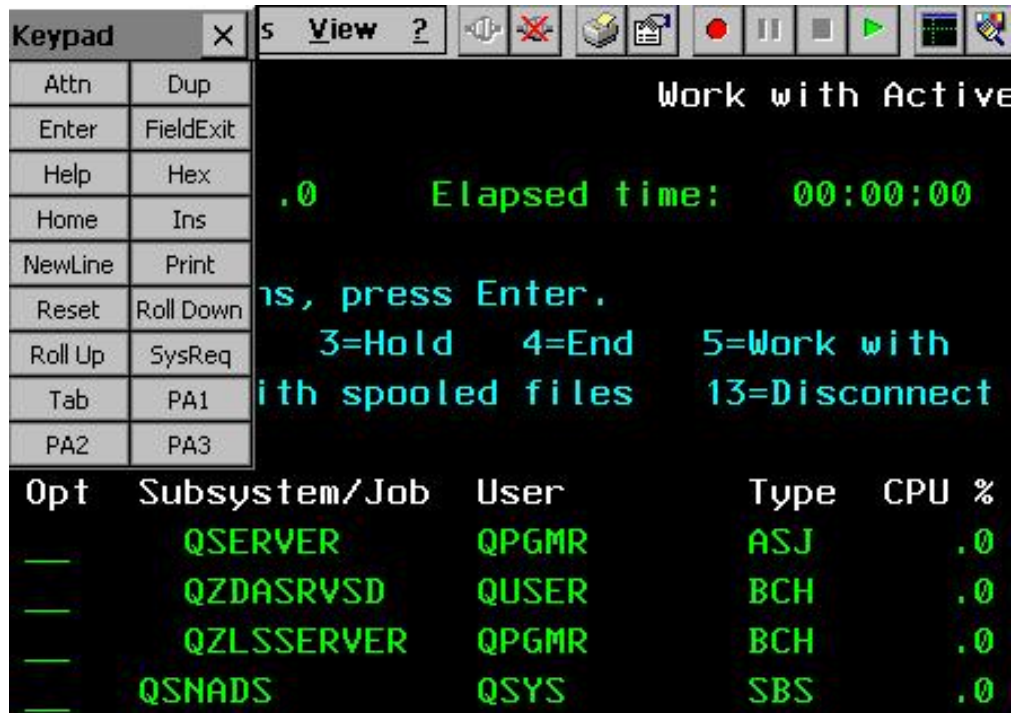 Keypad
s View ?
Attn Dup
Enter FieldExit
Help Hex
Home Ins
NewLine Print
Reset Roll Down
Roll Up SysReq
Tab PA1
PA2 PA3
Work with Active
.0 Elapsed time: 00:00:00
ns, press Enter.
3=Hold 4=End 5=Work with
ith spooled files 13=Disconnect
Opt Subsystem/Job User Type CPU %
QSERVER QPGMR ASJ .0
QZDASRVSD QUSER BCH .0
QZLSSERVER QPGMR BCH .0
QSNADS QSYS SBS .0